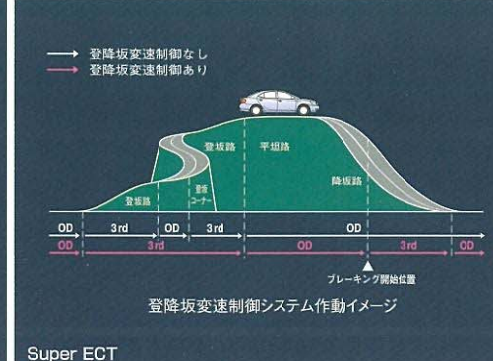 登降坂変速制御なし
登降坂変速制御あり
登坂路
平坦路
登坂路
登坂
コーナー
降坂路
OD 3rd OD 3rd OD
OD 3rd OD 3rd OD
ブレーキング開始位置
登降坂変速制御システム作動イメージ
Super ECT